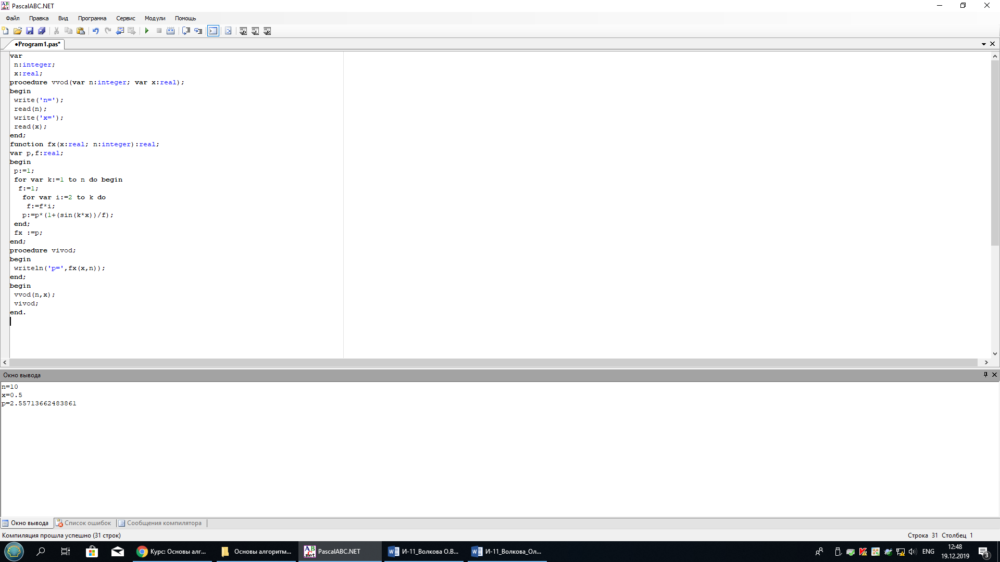 PascalABC.NET
Файл Правка Вид Программа Сервис Модули Помощь
•Program1.pas*
var
 n:integer;
 x:real;
procedure vvod(var n:integer; var x:real);
begin
 write('n=');
 read(n);
 write('x=');
 read(x);
end;
function fx(x:real; n:integer):real;
var p,f:real;
begin
 p:=1;
 for var k:=1 to n do begin
  f:=1;
   for var i:=2 to k do
    f:=f*i;
   p:=p*(1+(sin(k*x))/f);
 end;
 fx :=p;
end;
procedure vivod;
begin
 writeln('p=',fx(x,n));
end;
begin
 vvod(n,x);
 vivod;
end.
Окно вывода
n=10
x=0.5
p=2.55713662483861
Окно вывода Список ошибок Сообщения компилятора
Компиляция прошла успешно (31 строк) Строка 31 Столбец 1
Курс: Основы алг... Основы алгоритм... PascalABC.NET И-11_Волкова О.В... И-11_Волкова_Ол... ENG 12:48
19.12.2019 3